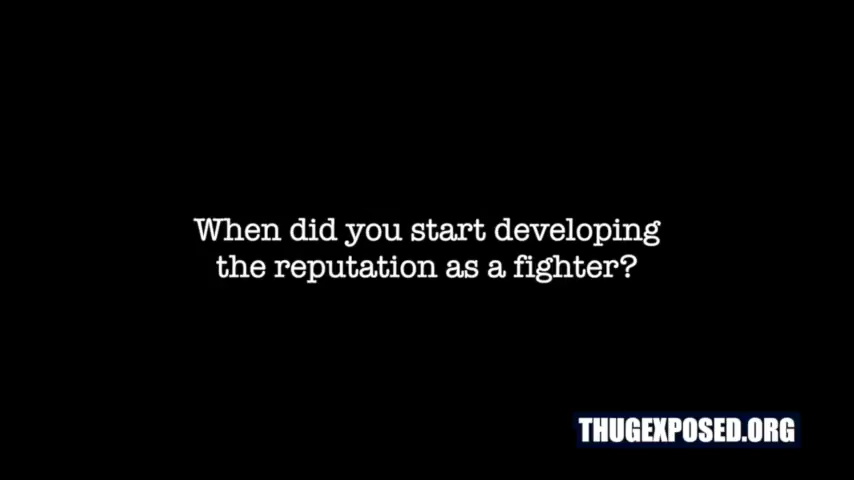 When did you start developing
the reputation as a fighter?
THUGEXPOSED.ORG